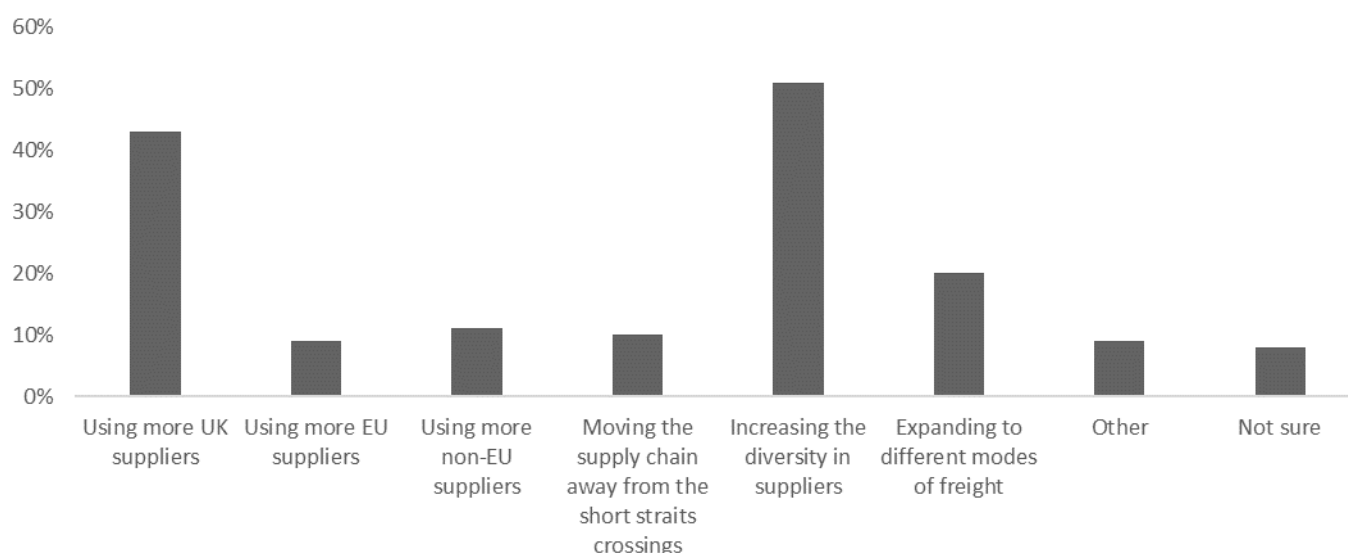 60%
50%
40%
30%
20%
10%
0%
Using more UK
suppliers
Using more EU
suppliers
Using more
non-EU
suppliers
Moving the
supply chain
away from the
short straits
crossings
Increasing the
diversity in
suppliers
Expanding to
different modes
of freight
Other
Not sure